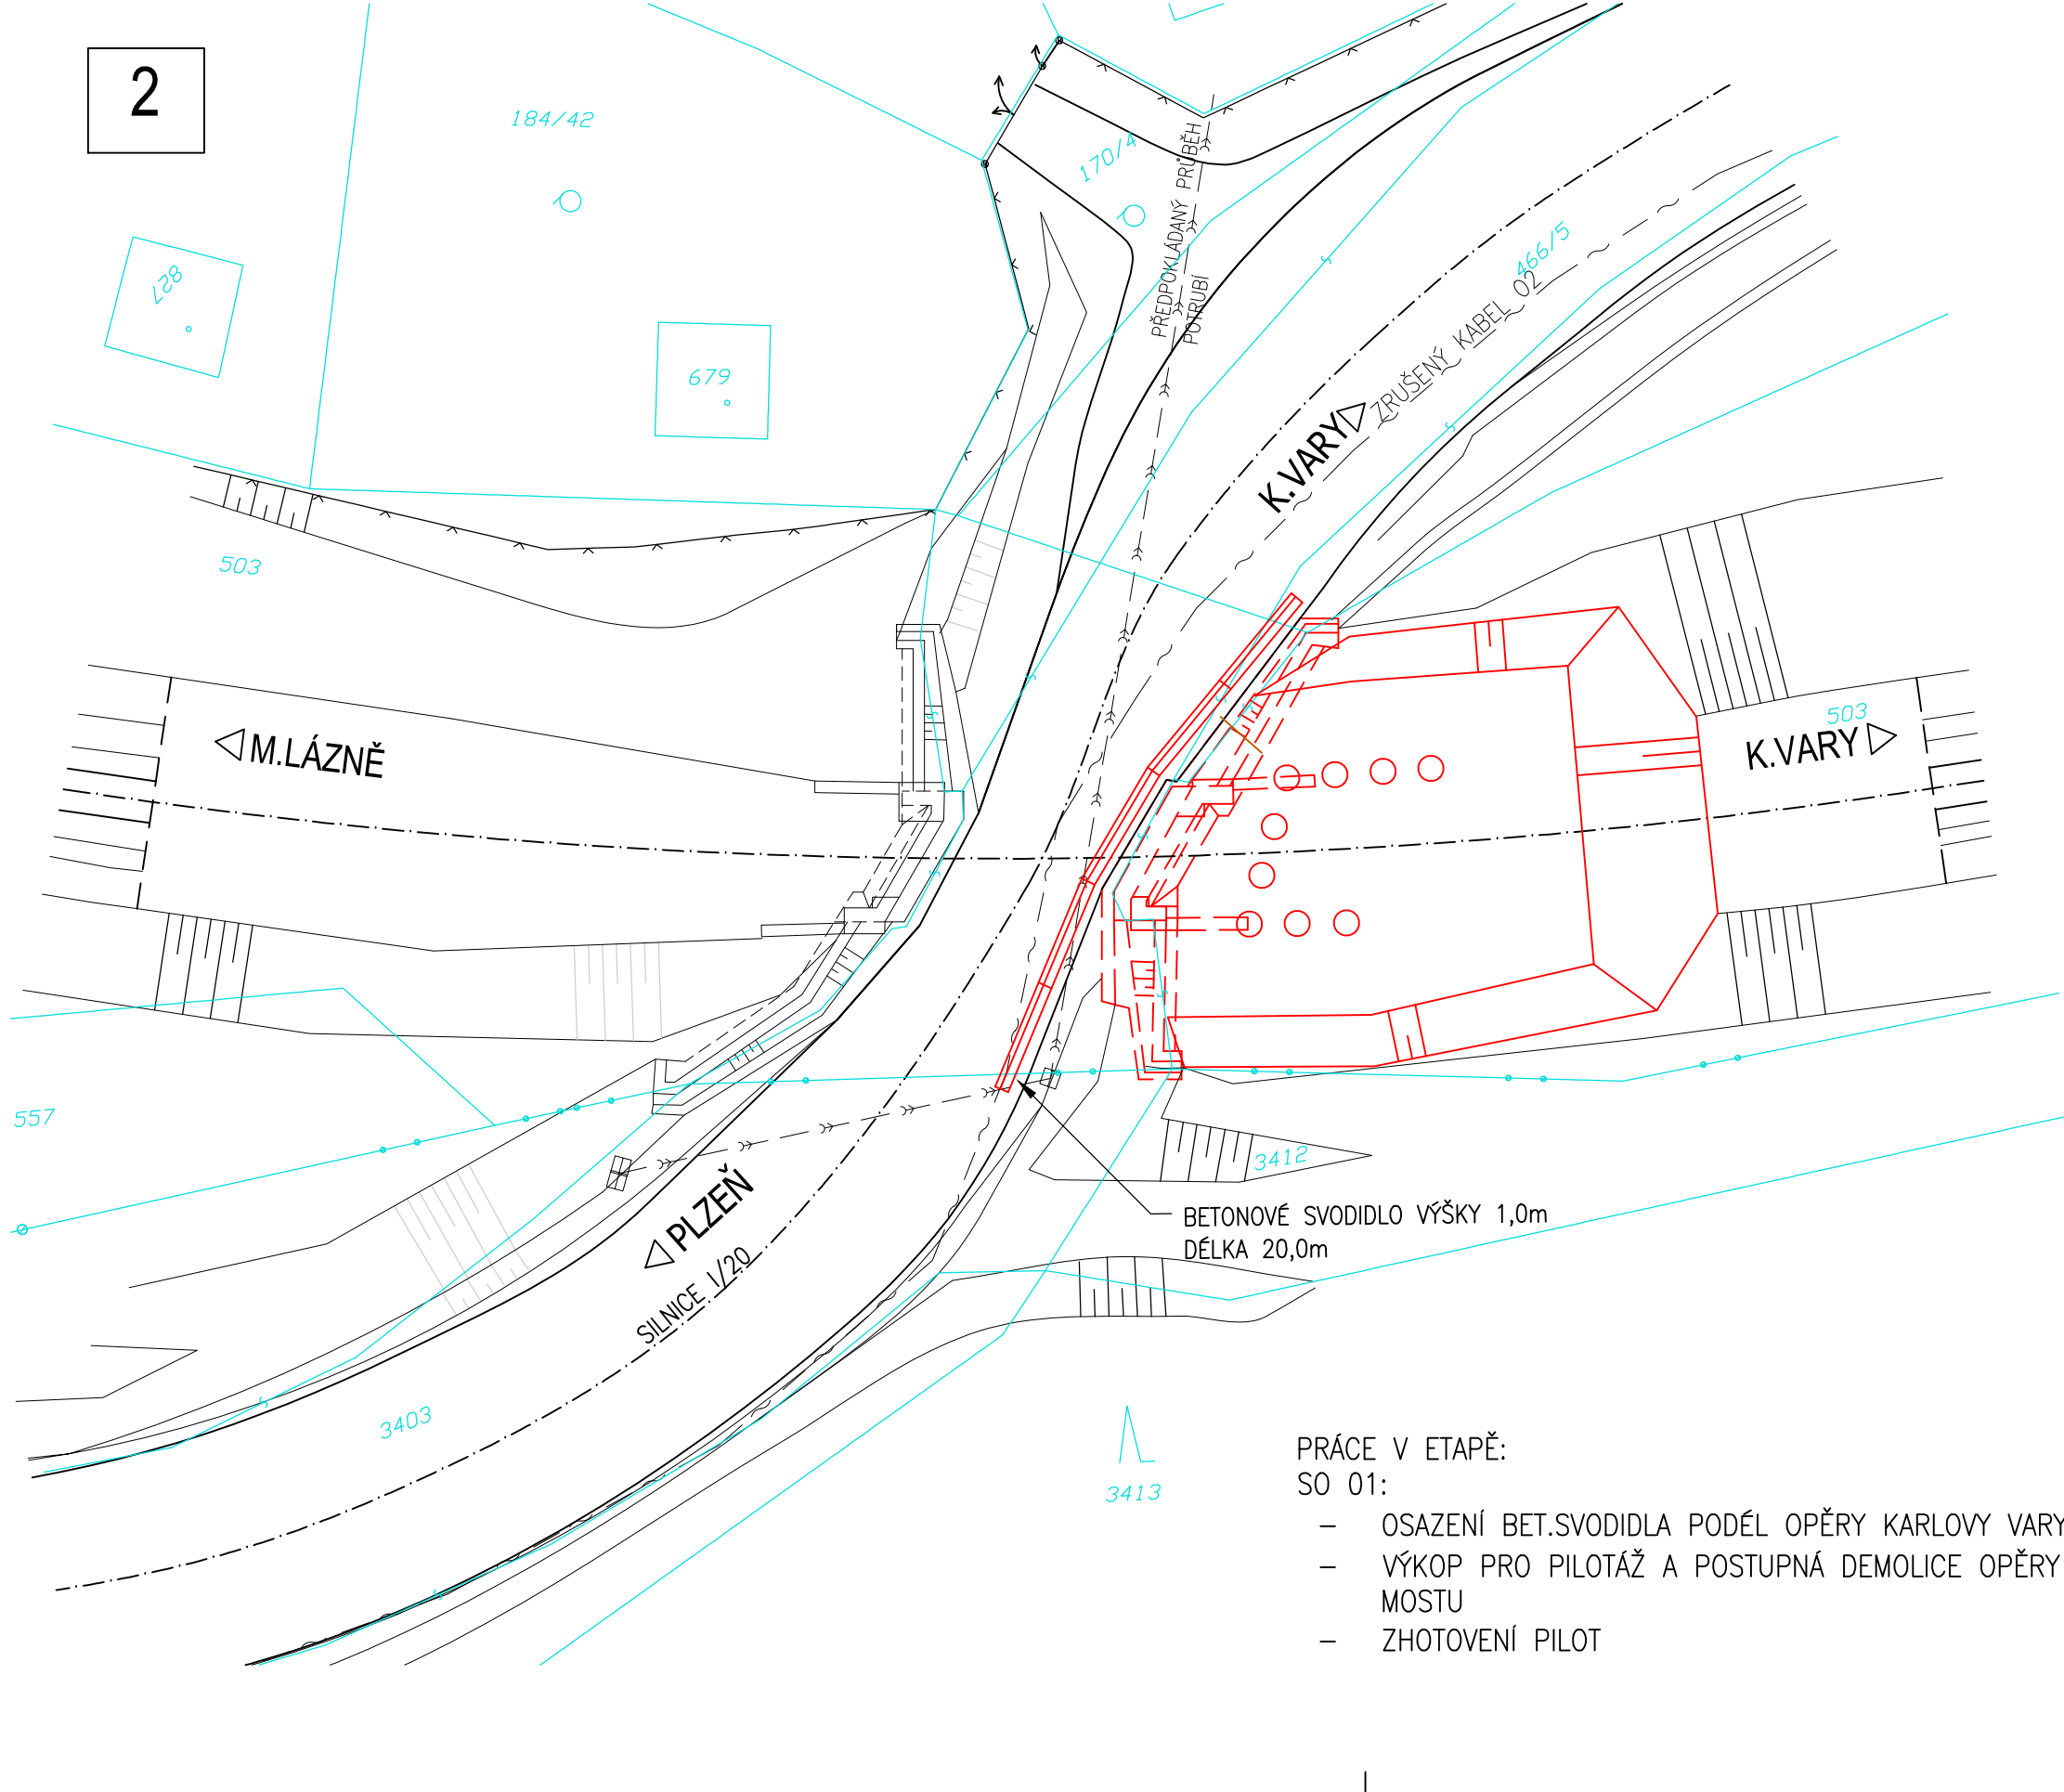 2
184/42
170/4
PŘEDPOKLÁDANÝ PRŮBĚH
POTRUBÍ
466/5
827
679
K.VARY
ZRUŠENÝ KABEL 02
503
M.LÁZNĚ
503
K.VARY
557
3412
PLZEŇ
SILNICE I/20
BETONOVÉ SVODIDLO VÝŠKY 1,0m
DÉLKA 20,0m
3403
3413
PRÁCE V ETAPĚ:
SO 01:
– OSAZENÍ BET.SVODIDLA PODÉL OPĚRY KARLOVY VARY
– VÝKOP PRO PILOTÁŽ A POSTUPNÁ DEMOLICE OPĚRY
MOSTU
– ZHOTOVENÍ PILOT